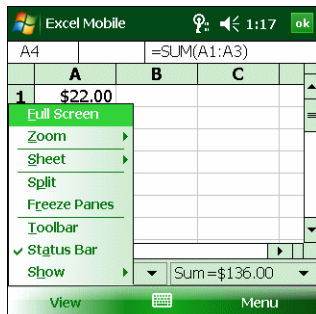 Excel Mobile 1:17 ok
A4 =SUM(A1:A3)
A B C
1 $22.00
Full Screen
Zoom
Sheet
Split
Freeze Panes
Toolbar
Status Bar
Show
Sum=$136.00
View Menu